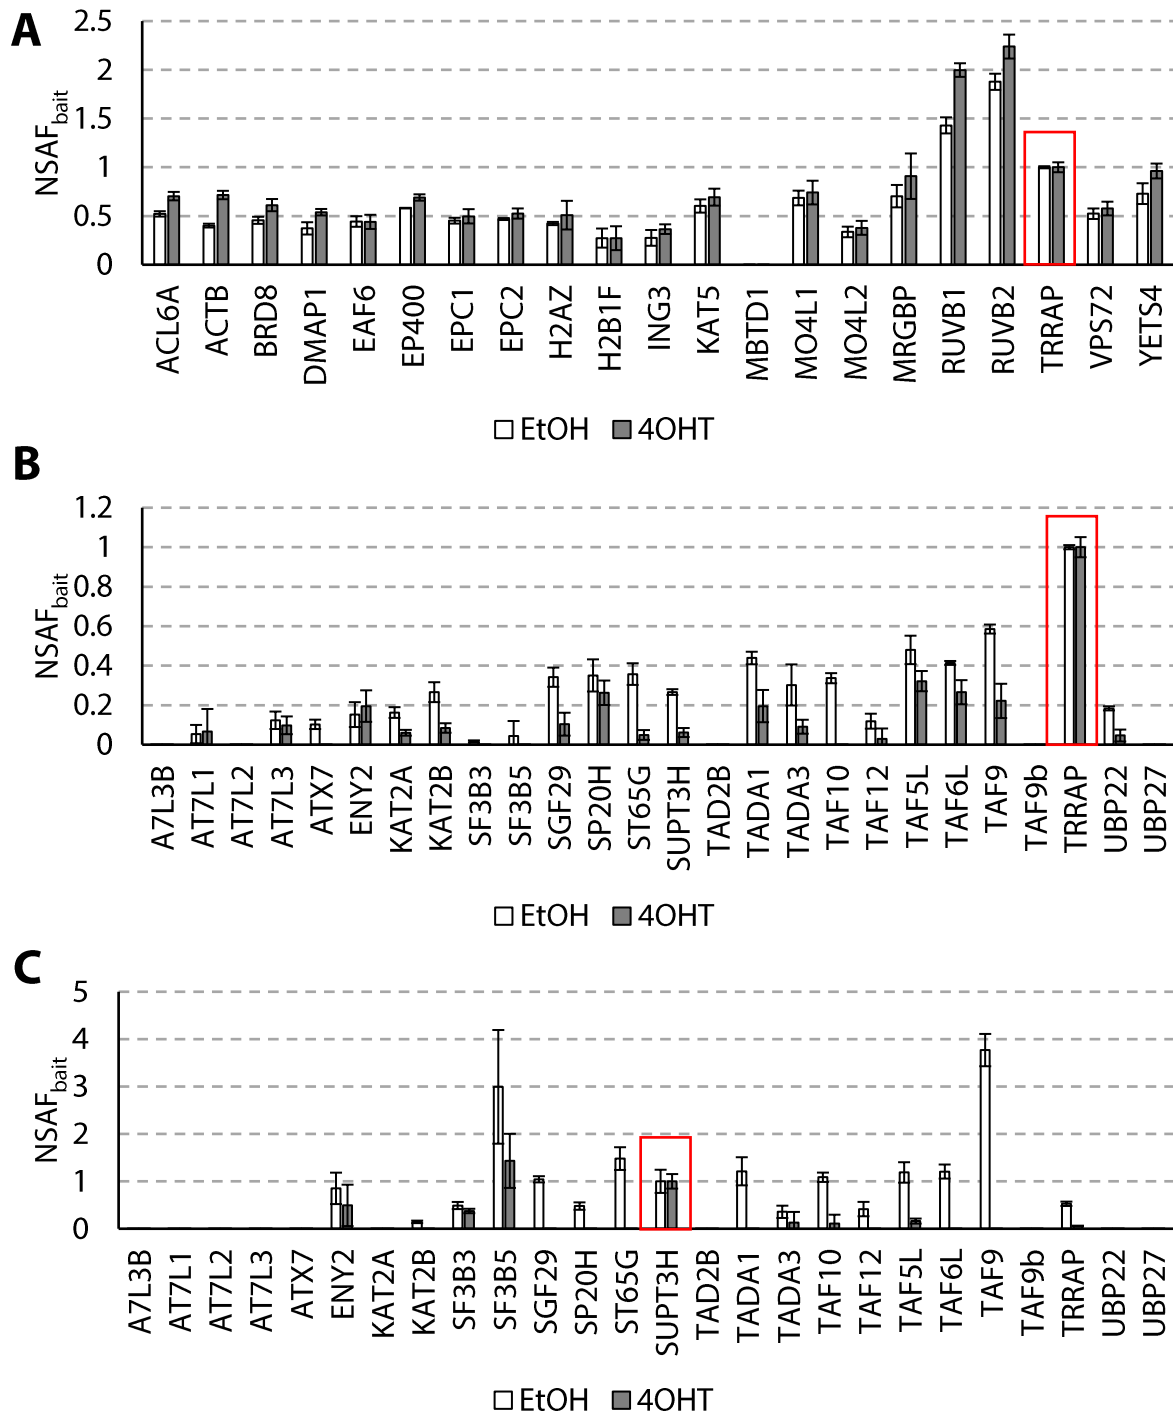 A
2.5
2
1.5
1
0.5
0
NSAFbait
ACL6A ACTB BRD8 DMAP1 EAF6 EP400 EPC1 EPC2 H2AZ H2B1F ING3 KAT5 MBTD1 MO4L1 MO4L2 MRGBP RUVB1 RUVB2 TRRAP VPS72 YETS4
EtOH 4OHT
B
1.2
1
0.8
0.6
0.4
0.2
0
NSAFbait
A7L3B AT7L1 AT7L2 AT7L3 ATX7 ENY2 KAT2A KAT2B SF3B3 SF3B5 SGF29 SP20H ST65G SUPT3H TAD2B TADA1 TADA3 TAF10 TAF12 TAF5L TAF6L TAF9 TAF9b TRRAP UBP22 UBP27
EtOH 4OHT
C
5
4
3
2
1
0
NSAFbait
A7L3B AT7L1 AT7L2 AT7L3 ATX7 ENY2 KAT2A KAT2B SF3B3 SF3B5 SGF29 SP20H ST65G SUPT3H TAD2B TADA1 TADA3 TAF10 TAF12 TAF5L TAF6L TAF9 TAF9b TRRAP UBP22 UBP27
EtOH 4OHT